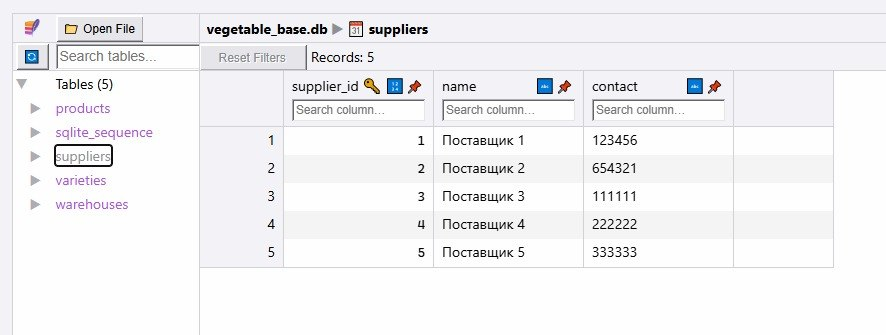 Open File
vegetable_base.db suppliers
Search tables...
Reset Filters Records: 5
Tables (5)
products
sqlite_sequence
suppliers
varieties
warehouses
supplier_id name contact
Search column... Search column... Search column...
1 1 Поставщик 1 123456
2 2 Поставщик 2 654321
3 3 Поставщик 3 111111
4 4 Поставщик 4 222222
5 5 Поставщик 5 333333